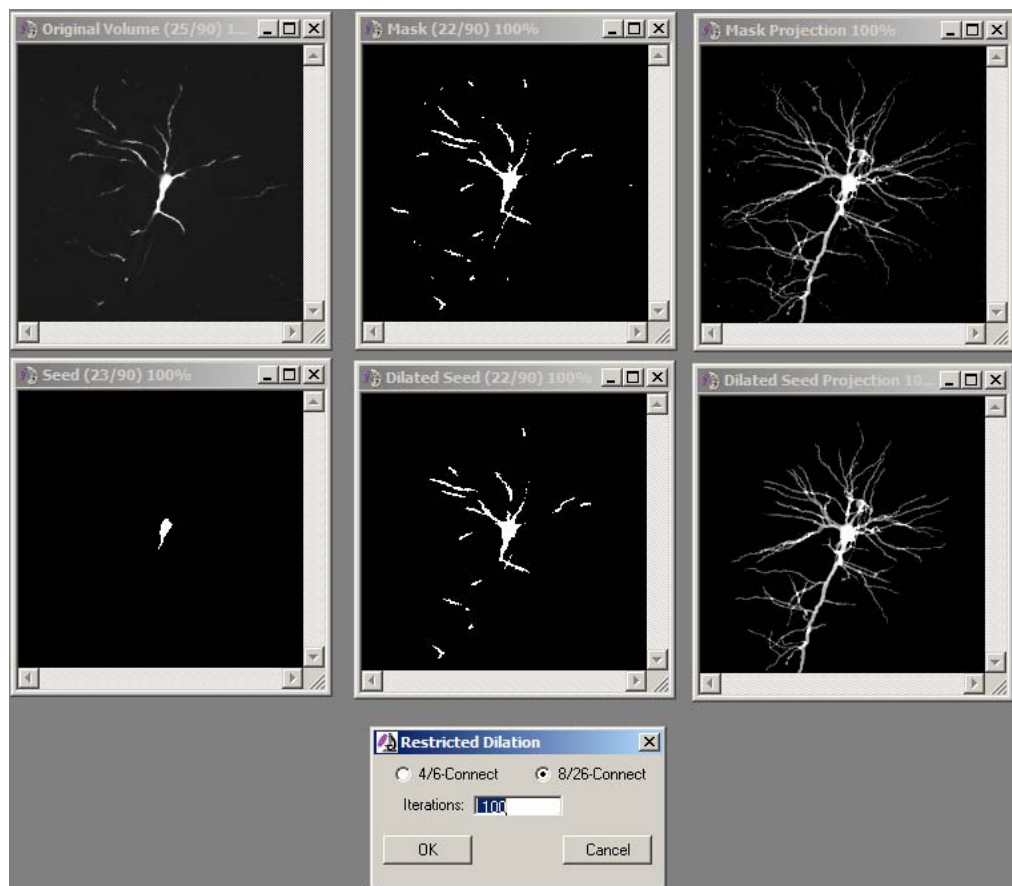 Original Volume (25/90) 1...
Mask (22/90) 100%
Mask Projection 100%
Seed (23/90) 100%
Dilated Seed (22/90) 100%
Dilated Seed Projection 10...
Restricted Dilation
4/6-Connect
8/26-Connect
Iterations: 100
OK
Cancel